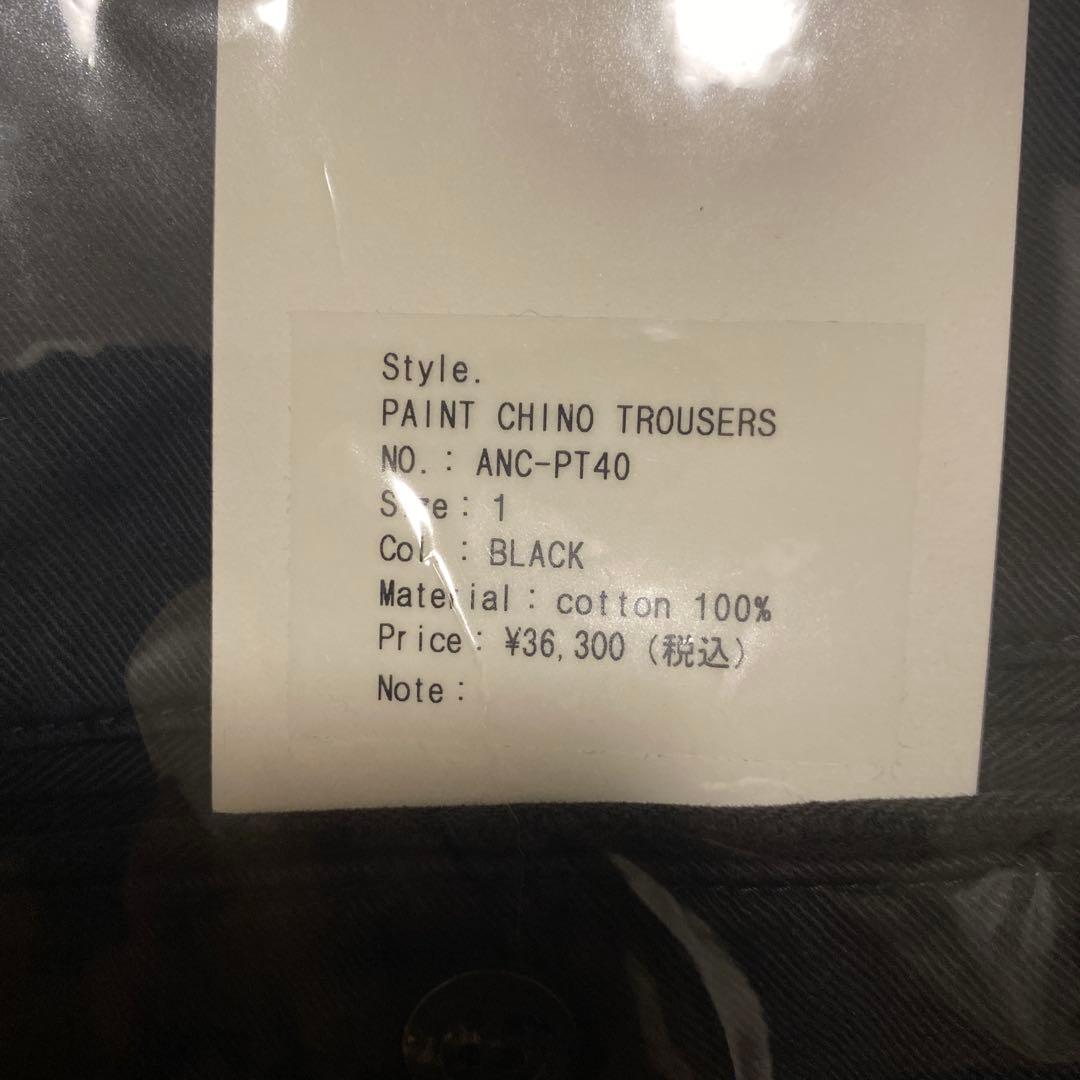 Style.
PAINT CHINO TROUSERS
NO.: ANC-PT40
Size: 1
Col.: BLACK
Material: cotton 100%
Price: ¥36,300 (税込)
Note: